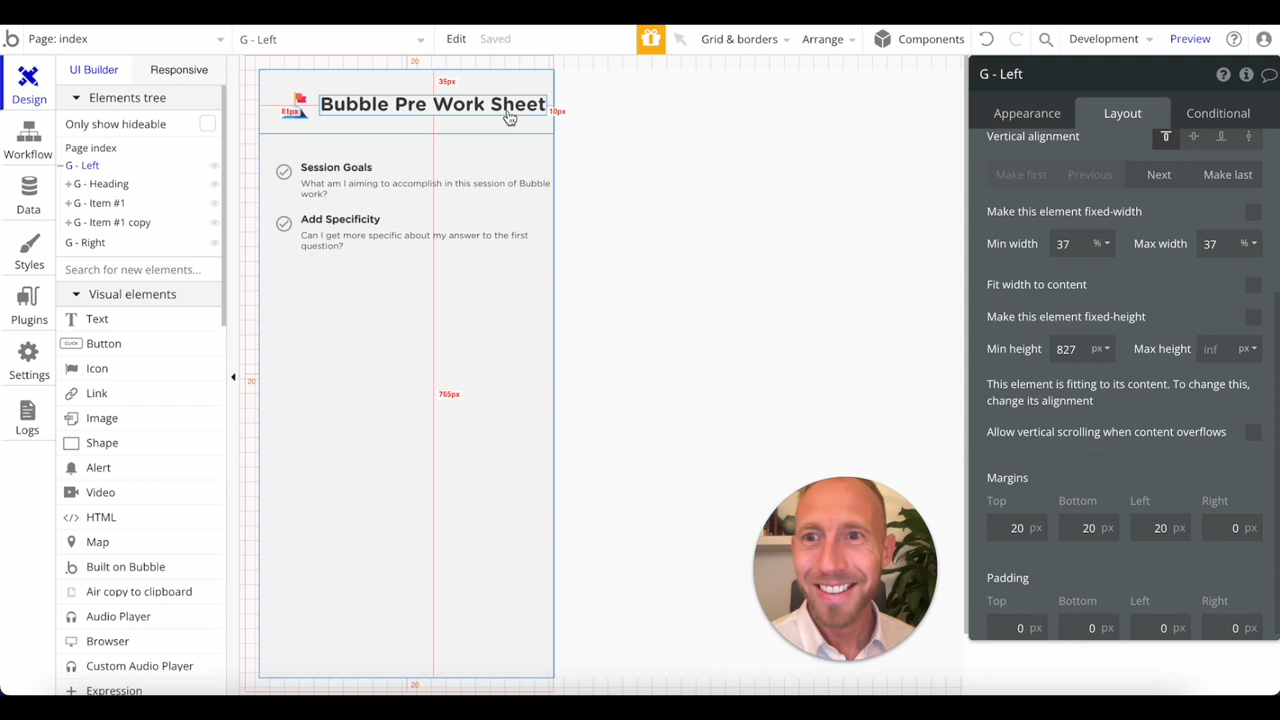 Page: index
G - Left
Edit
Saved
Grid & borders
Arrange
Components
Development
Preview
Design
Workflow
Data
Styles
Plugins
Settings
Logs
UI Builder
Responsive
Elements tree
Only show hideable
Page index
G - Left
G - Heading
G - Item #1
G - Item #1 copy
G - Right
Search for new elements...
Visual elements
Text
CLICK Button
Icon
Link
Image
Shape
Alert
Video
HTML
Map
Built on Bubble
Air copy to clipboard
Audio Player
Browser
Custom Audio Player
Expression
20
35px
81px
Bubble Pre Work Sheet
10px
Session Goals
What am I aiming to accomplish in this session of Bubble
work?
Add Specificity
Can I get more specific about my answer to the first
question?
20
765px
20
G - Left
Appearance
Layout
Conditional
Vertical alignment
Make first
Previous
Next
Make last
Make this element fixed-width
Min width 37 %
Max width 37 %
Fit width to content
Make this element fixed-height
Min height 827 px
Max height inf px
This element is fitting to its content. To change this,
change its alignment
Allow vertical scrolling when content overflows
Margins
Top Bottom Left Right
20 px 20 px 20 px 0 px
Padding
Top Bottom Left Right
0 px 0 px 0 px 0 px